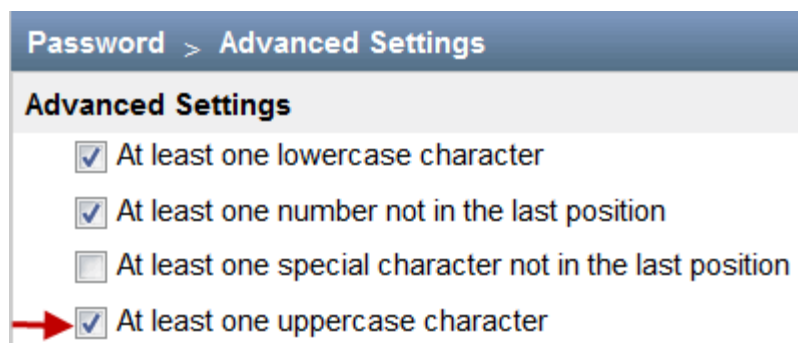 Password > Advanced Settings
Advanced Settings
At least one lowercase character
At least one number not in the last position
At least one special character not in the last position
At least one uppercase character